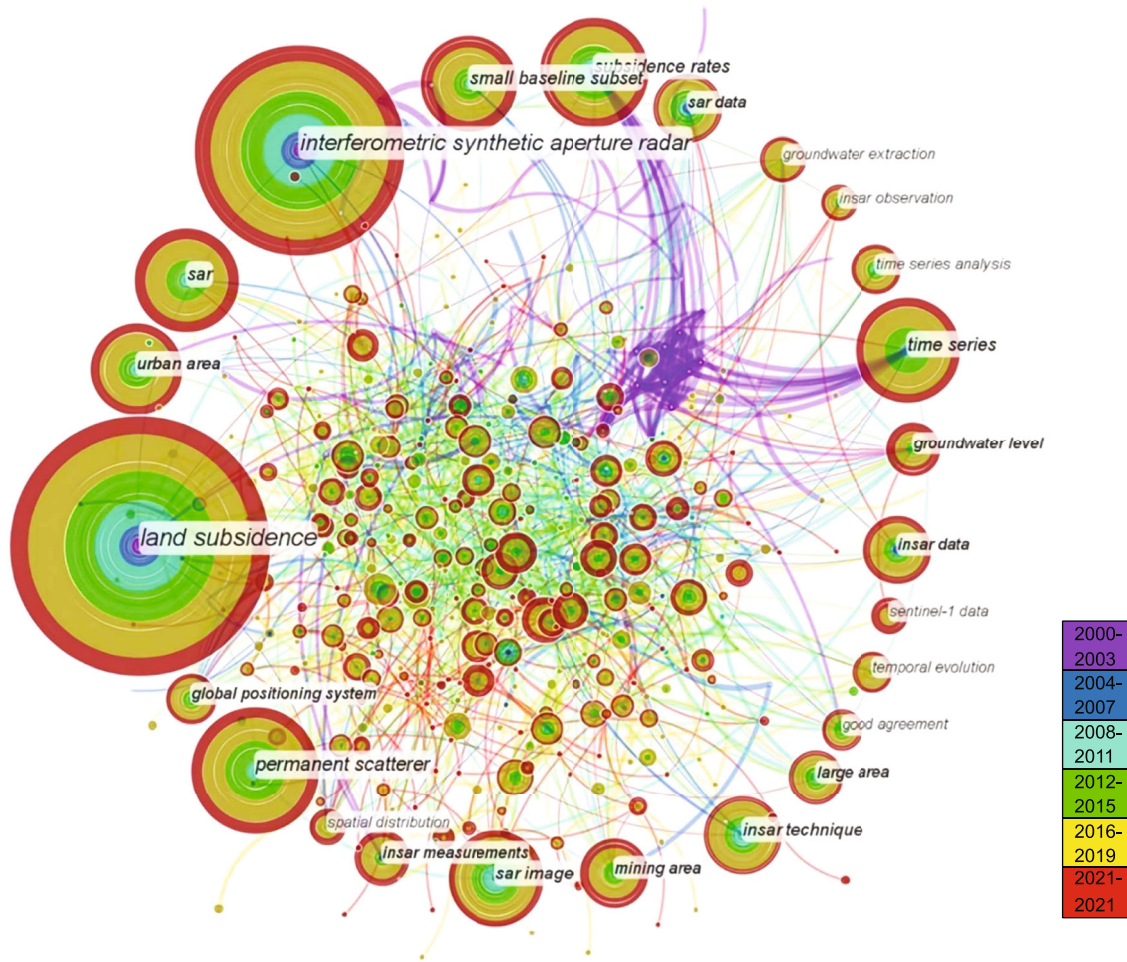 subsidence rates
small baseline subset
sar data
interferometric synthetic aperture radar
groundwater extraction
insar observation
time series analysis
sar
time series
urban area
groundwater level
land subsidence
insar data
sentinel-1 data
temporal evolution
global positioning system
good agreement
permanent scatterer
large area
spatial distribution
insar technique
insar measurements
sar image
mining area
2000-
2003
2004-
2007
2008-
2011
2012-
2015
2016-
2019
2021-
2021